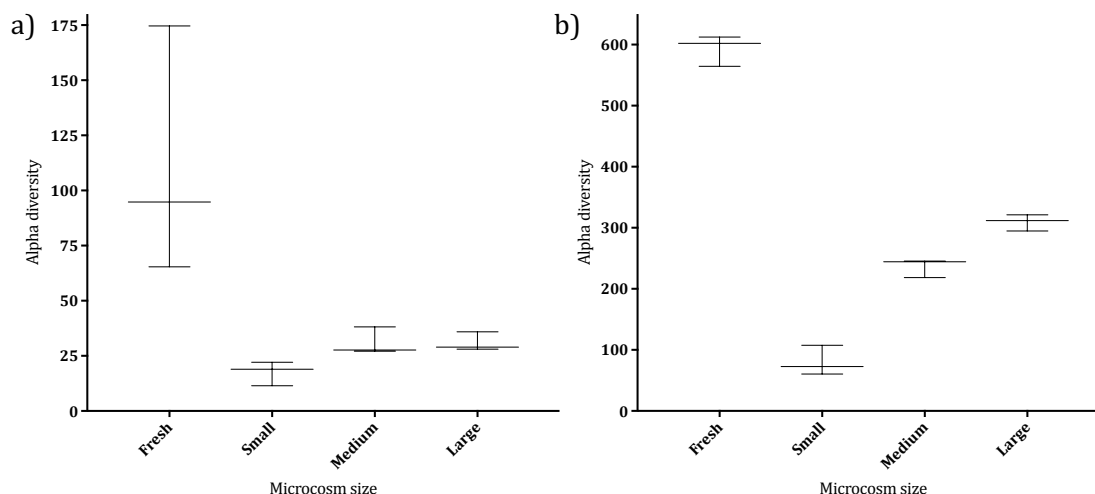 a)
Alpha diversity
175
150
125
100
75
50
25
0
Fresh
Small
Medium
Large
Microcosm size
b)
Alpha diversity
600
500
400
300
200
100
0
Fresh
Small
Medium
Large
Microcosm size